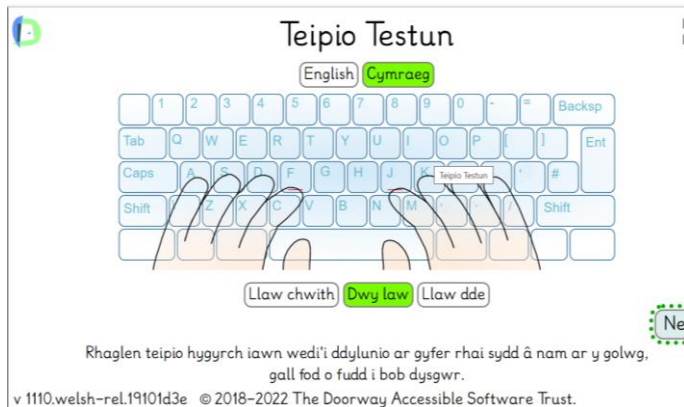 Teipio Testun
English Cymraeg
1 2 3 4 5 6 7 8 9 0 - = Backsp
Tab Q W E R T Y U I O P [ ] Ent
Caps A S D F G H J K ' #
Teipio Testun
Shift Z X C V B N M / Shift
Llaw chwith Dwy law Llaw dde
Ne
Rhaglen teipio hygyrch iawn wedi'i ddylunio ar gyfer rhai sydd â nam ar y golwg,
gall fod o fudd i bob dysgwr.
v 1110.welsh-rel.19101d3e © 2018-2022 The Doorway Accessible Software Trust.